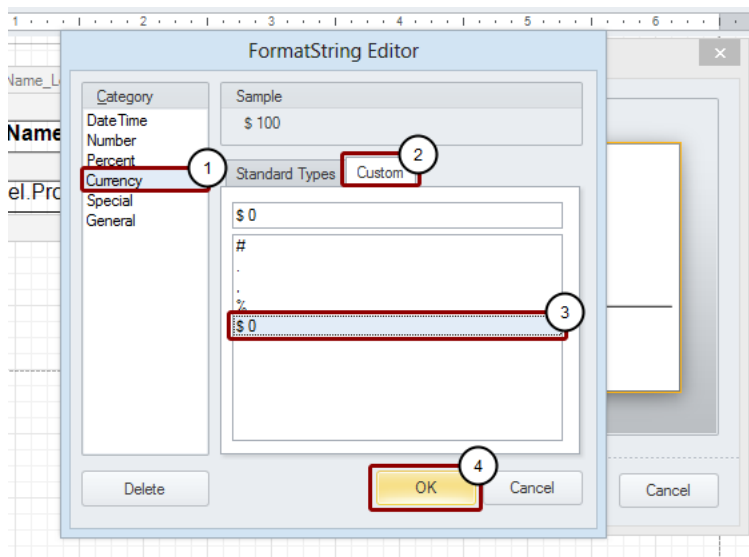 1 2 3 4 5 6
FormatString Editor
Name_L
Name
el.Pro
Category
DateTime
Number
Percent
Currency
Special
General
1
Sample
$ 100
2
Standard Types
Custom
$ 0
#
.
.
%
$ 0
3
4
Delete
OK
Cancel
Cancel